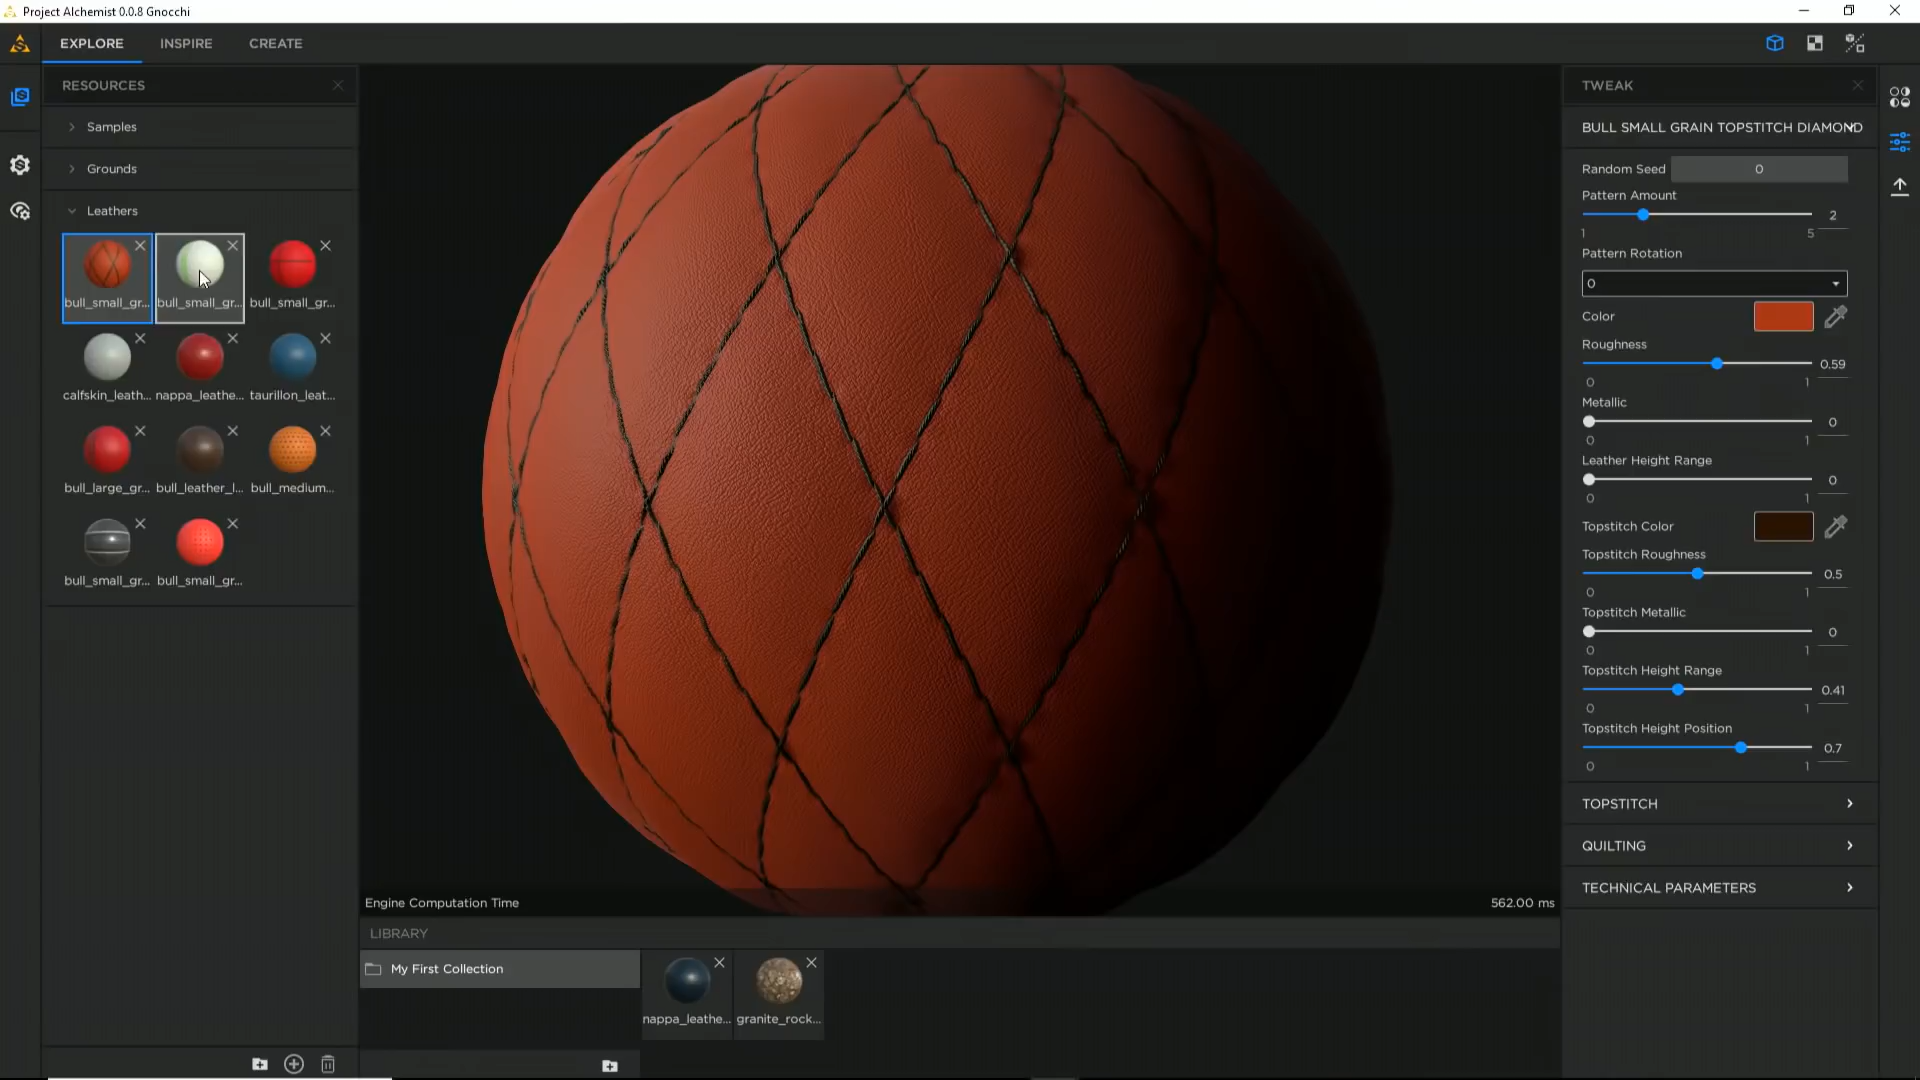 Project Alchemist 0.0.8 Gnocchi
EXPLORE
INSPIRE
CREATE
RESOURCES
Samples
Grounds
Leathers
bull_small_gr...
bull_small_gr...
bull_small_gr...
calfskin_leath...
nappa_leathe...
taurillon_leat...
bull_large_gr...
bull_leather_l...
bull_medium...
bull_small_gr...
bull_small_gr...
Engine Computation Time
562.00 ms
LIBRARY
My First Collection
nappa_leathe...
granite_rock...
TWEAK
BULL SMALL GRAIN TOPSTITCH DIAMOND
Random Seed 0
Pattern Amount
2
1 5
Pattern Rotation
0
Color
Roughness
0.59
0 1
Metallic
0
0 1
Leather Height Range
0
0 1
Topstitch Color
Topstitch Roughness
0.5
0 1
Topstitch Metallic
0
0 1
Topstitch Height Range
0.41
0 1
Topstitch Height Position
0.7
0 1
TOPSTITCH
QUILTING
TECHNICAL PARAMETERS